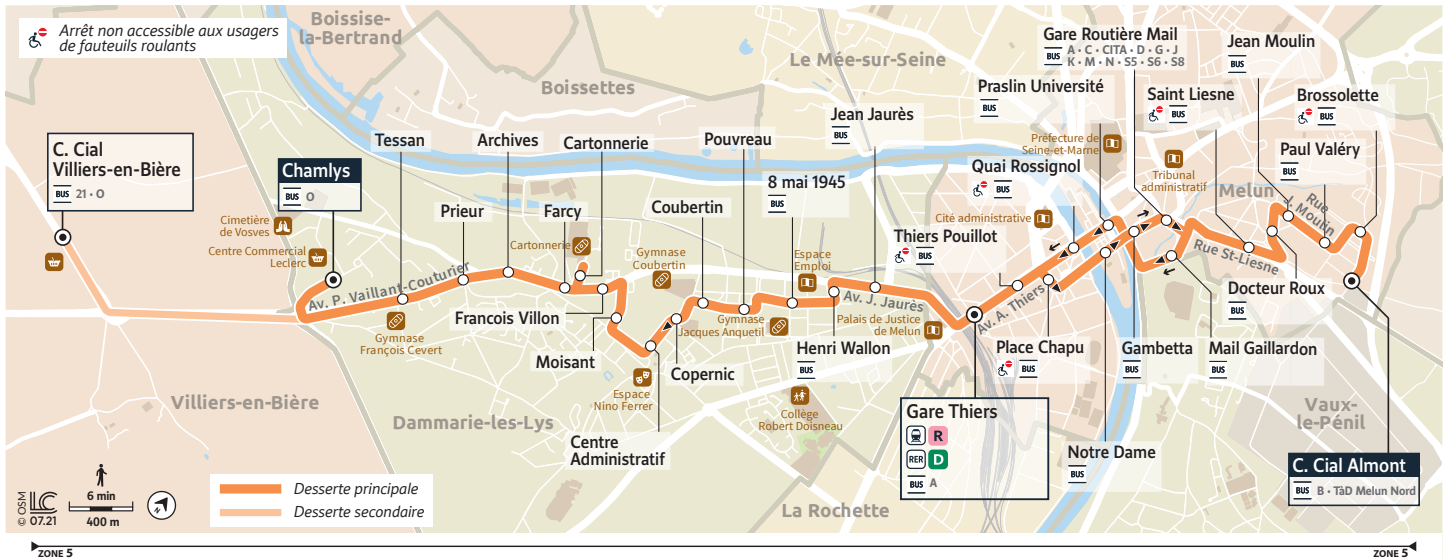 Arrêt non accessible aux usagers
de fauteuils roulants
Boissise-
la-Bertrand
Boissettes
Le Mée-sur-Seine
Gare Routière Mail
BUS A • C • CITA • D • G • J
K • M • N • S5 • S6 • S8
Jean Moulin
BUS
Praslin Université
BUS
Saint Liesne
BUS
Brossolette
BUS
C. Cial
Villiers-en-Bière
BUS 21 • O
Chamlys
BUS O
Tessan
Archives
Cartonnerie
Pouvreau
Jean Jaurès
BUS
Préfecture de
Seine-et-Marne
Tribunal
administratif
Paul Valéry
BUS
Quai Rossignol
BUS
8 mai 1945
BUS
Melun
Rue
J. Moulin
Cimetière
de Vosves
Centre Commercial
Leclerc
Prieur
Farcy
Coubertin
Cité administrative
Thiers Pouillot
BUS
Cartonnerie
Gymnase
Coubertin
Espace
Emploi
Rue St-Liesne
Av. P. Vaillant-Couturier
Av. J. Jaurès
Av. A. Thiers
Docteur Roux
BUS
Francois Villon
Gymnase
Jacques Anquetil
Palais de Justice
de Melun
Gymnase
François Cevert
Moisant
Copernic
Henri Wallon
BUS
Place Chapu
BUS
Gambetta
BUS
Mail Gaillardon
BUS
Espace
Nino Ferrer
Collège
Robert Doisneau
Villiers-en-Bière
Dammarie-les-Lys
Centre
Administratif
Gare Thiers
R
RER D
BUS A
Vaux-
le-Pénil
Notre Dame
BUS
C. Cial Almont
BUS B • TàD Melun Nord
La Rochette
© OSM
LC
07.21
6 min
400 m
Desserte principale
Desserte secondaire
ZONE 5
ZONE 5